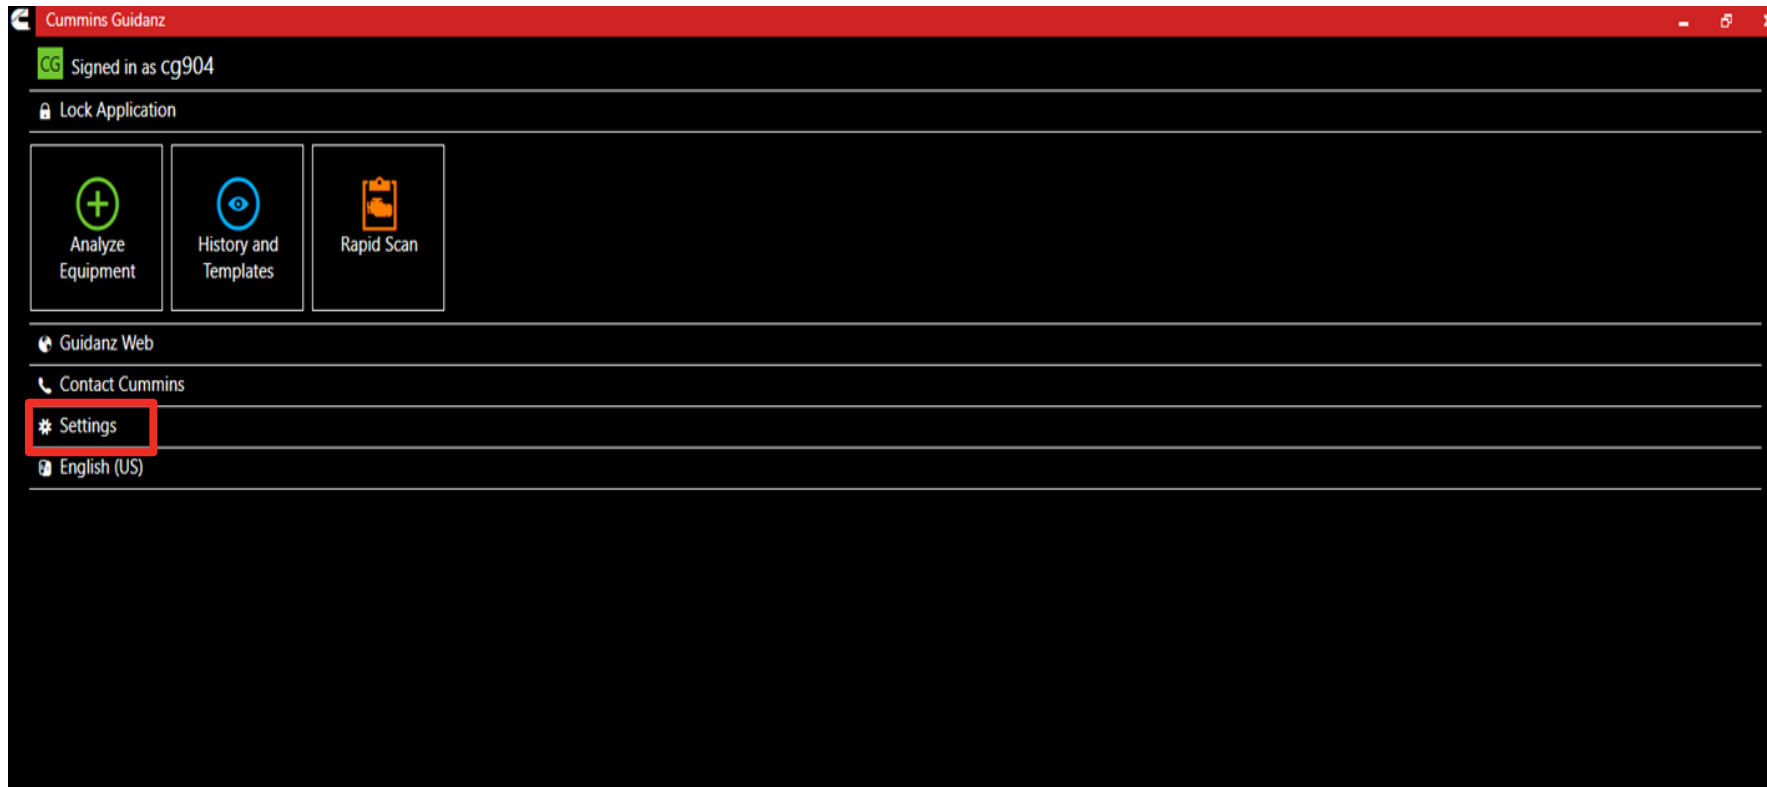 Cummins Guidanz
CG Signed in as cg904
Lock Application
Analyze
Equipment
History and
Templates
Rapid Scan
Guidanz Web
Contact Cummins
Settings
English (US)